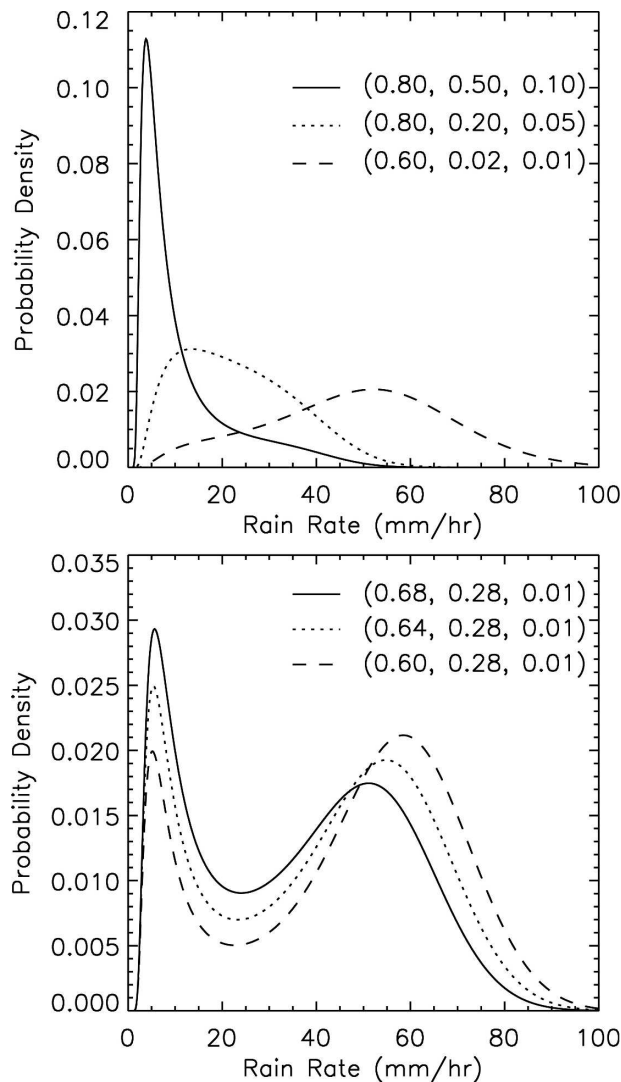 0.12
0.10
0.08
0.06
0.04
0.02
0.00
Probability Density
(0.80, 0.50, 0.10)
(0.80, 0.20, 0.05)
(0.60, 0.02, 0.01)
0 20 40 60 80 100
Rain Rate (mm/hr)
0.035
0.030
0.025
0.020
0.015
0.010
0.005
0.000
Probability Density
(0.68, 0.28, 0.01)
(0.64, 0.28, 0.01)
(0.60, 0.28, 0.01)
0 20 40 60 80 100
Rain Rate (mm/hr)